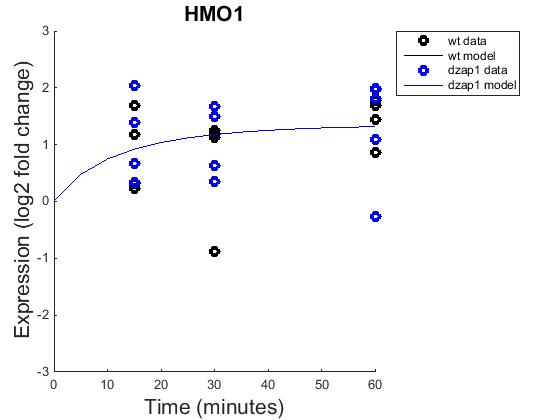 HMO1
3
2
1
0
-1
-2
-3
Expression (log2 fold change)
0 10 20 30 40 50 60
Time (minutes)
wt data
wt model
dzap1 data
dzap1 model